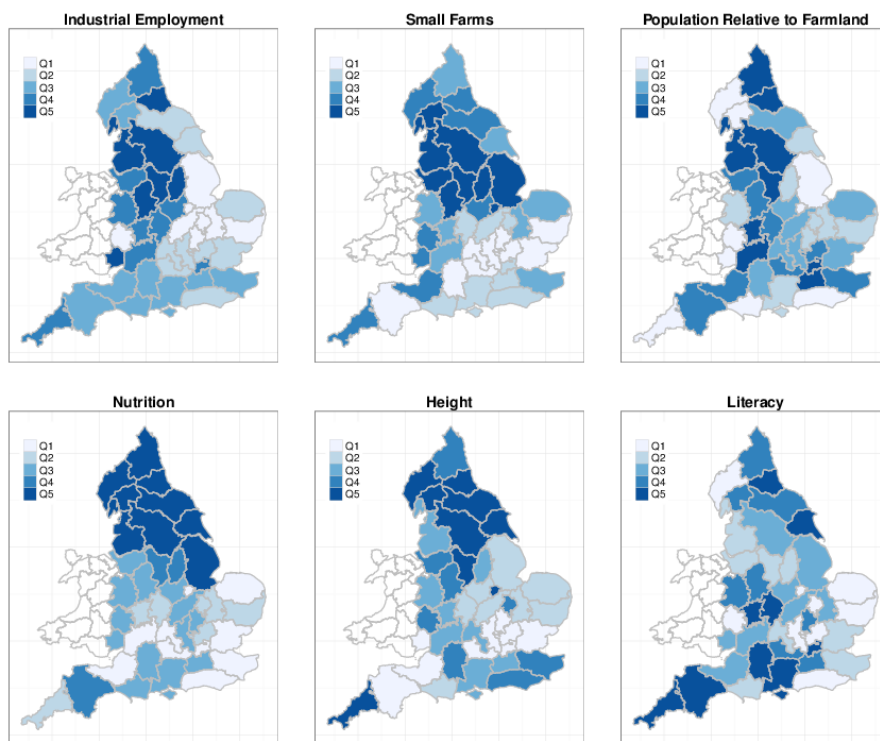 Industrial Employment
Q1
Q2
Q3
Q4
Q5
Small Farms
Q1
Q2
Q3
Q4
Q5
Population Relative to Farmland
Q1
Q2
Q3
Q4
Q5
Nutrition
Q1
Q2
Q3
Q4
Q5
Height
Q1
Q2
Q3
Q4
Q5
Literacy
Q1
Q2
Q3
Q4
Q5